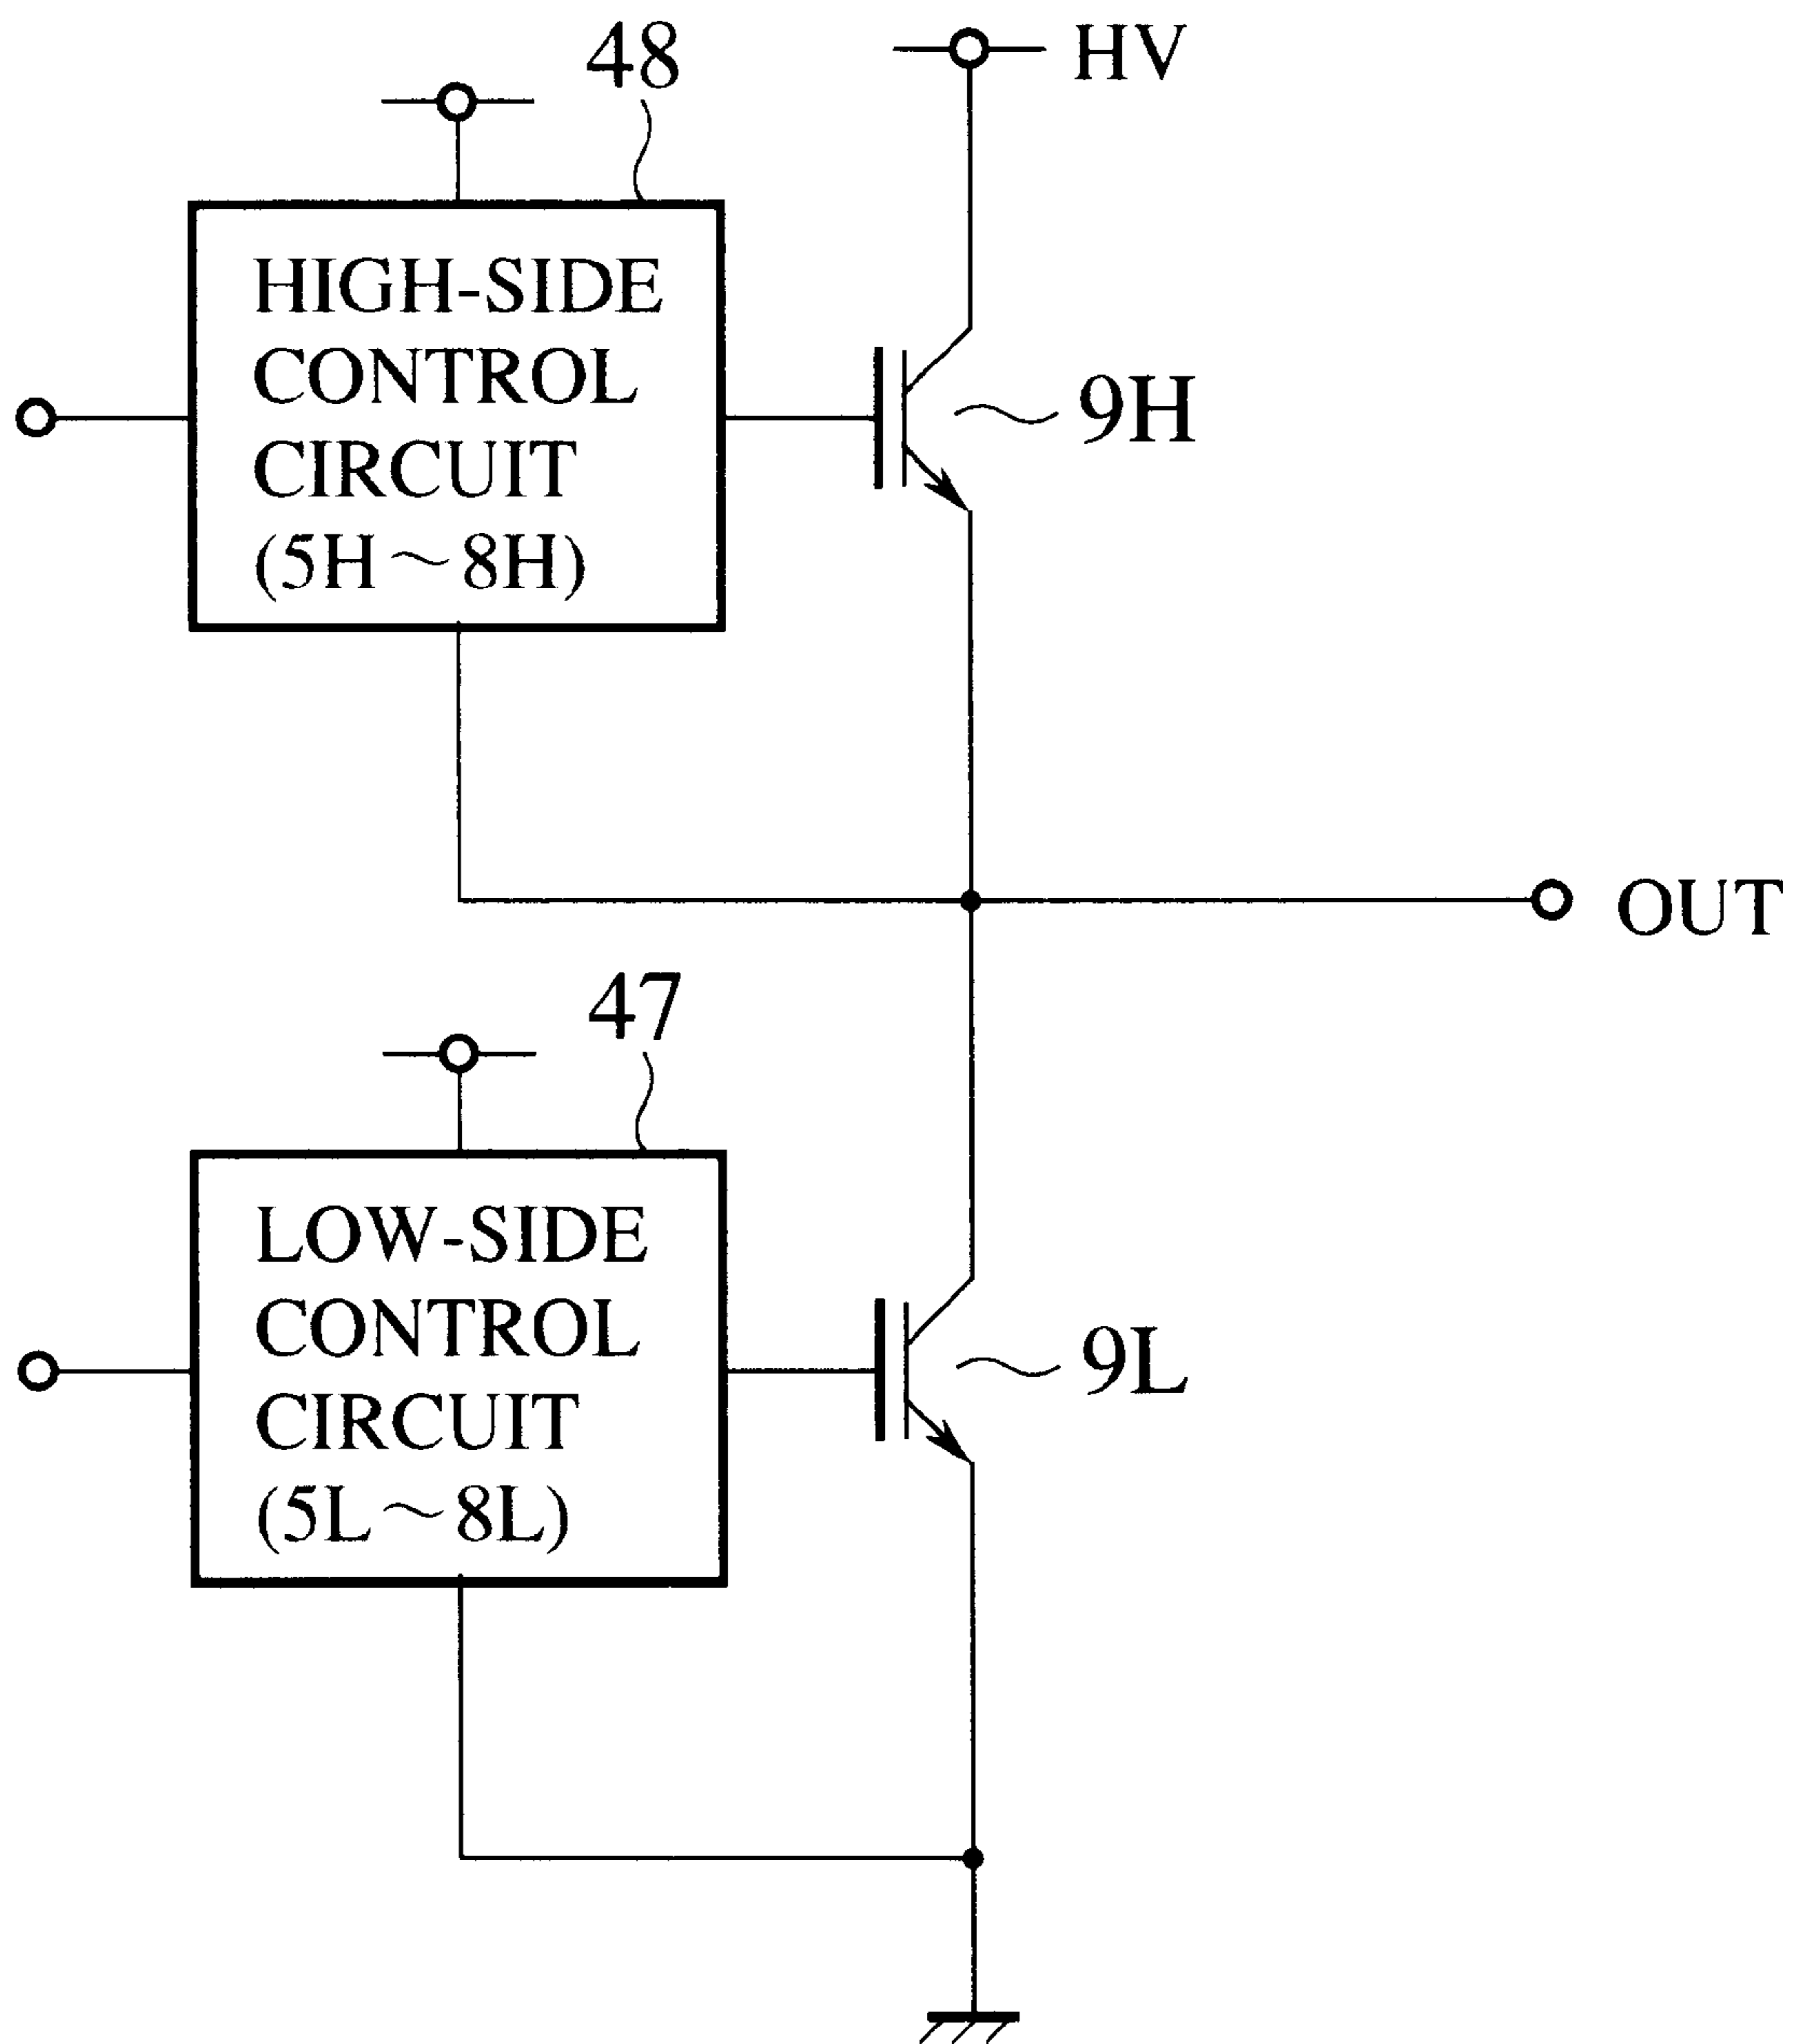 48
HV
HIGH-SIDE
CONTROL
CIRCUIT
(5H～8H)
9H
OUT
47
LOW-SIDE
CONTROL
CIRCUIT
(5L～8L)
9L